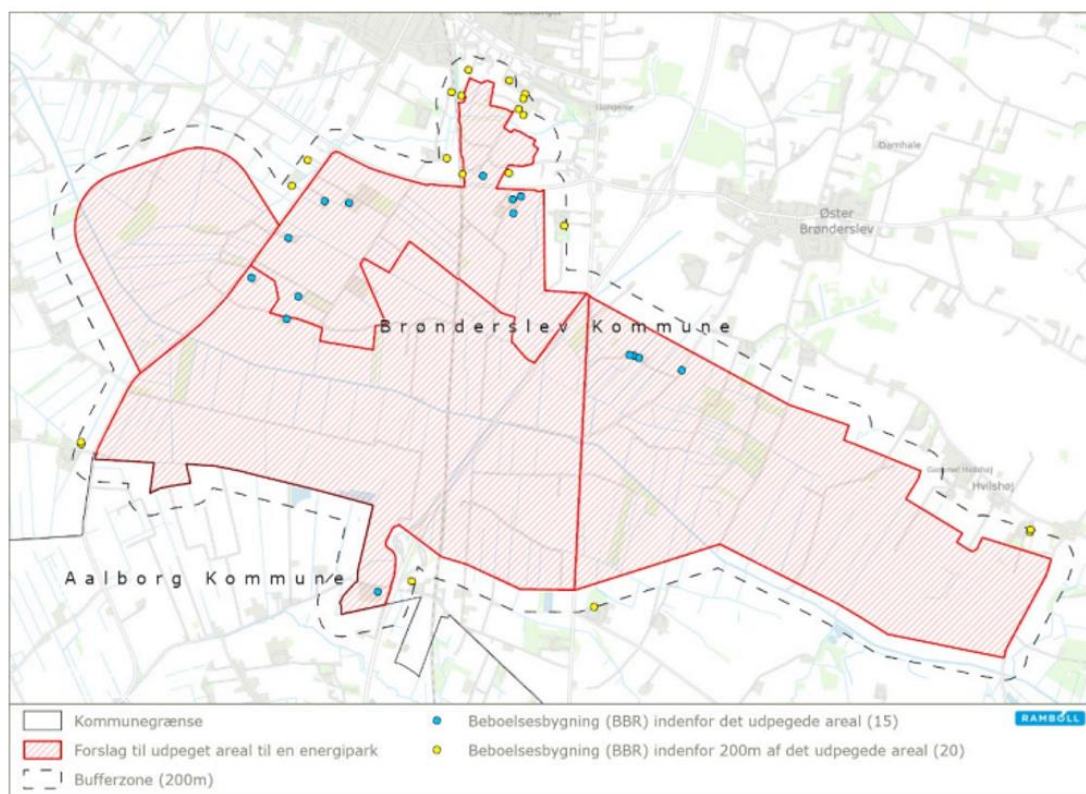 Øster
Brønderslev
Damhale
Brønderslev Kommune
Hvilshøj
Aalborg Kommune
Kommunegrænse
Beboelsesbygning (BBR) indenfor det udpegede areal (15)
RAMBOLL
Forslag til udpeget areal til en energipark
Beboelsesbygning (BBR) indenfor 200m af det udpegede areal (20)
Bufferzone (200m)